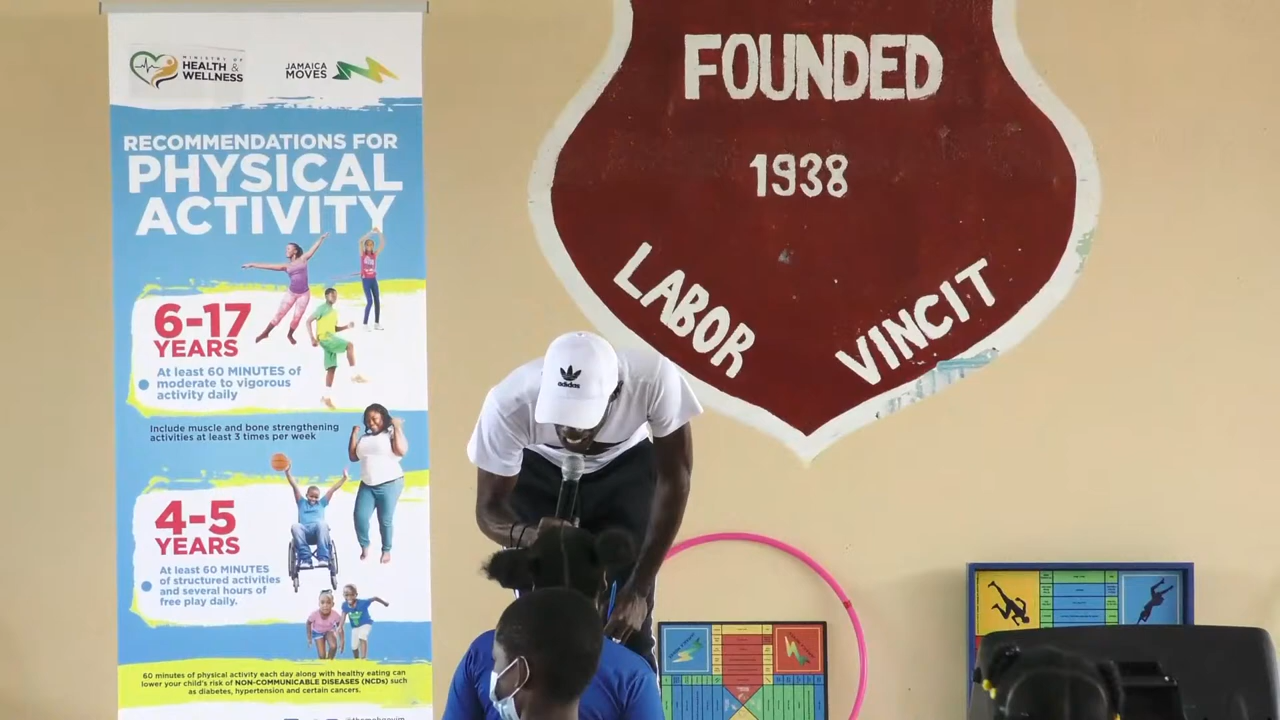 MINISTRY OF
HEALTH &
WELLNESS
JAMAICA
MOVES
RECOMMENDATIONS FOR
PHYSICAL
ACTIVITY
6-17
YEARS
At least 60 MINUTES of
moderate to vigorous
activity daily
Include muscle and bone strengthening
activities at least 3 times per week
4-5
YEARS
At least 60 MINUTES
of structured activities
and several hours of
free play daily.
60 minutes of physical activity each day along with healthy eating can
lower your child's risk of NON-COMMUNICABLE DISEASES (NCDs) such
as diabetes, hypertension and certain cancers.
FOUNDED
1938
LABOR
VINCIT
adidas